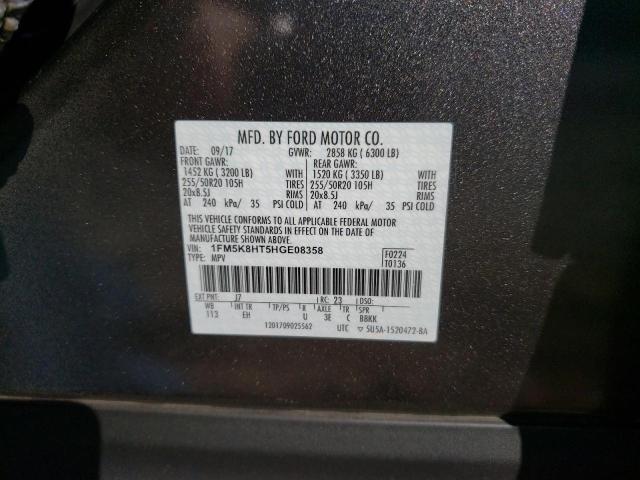 MFD. BY FORD MOTOR CO.
DATE: 09/17 GVWR: 2858 KG ( 6300 LB)
FRONT GAWR: REAR GAWR:
1452 KG ( 3200 LB) 1520 KG ( 3350 LB)
255/50R20 105H TIRES 255/50R20 105H TIRES
20x8.5J RIMS 20x8.5J RIMS
AT 240 kPa/ 35 PSI COLD AT 240 kPa/ 35 PSI COLD
THIS VEHICLE CONFORMS TO ALL APPLICABLE FEDERAL MOTOR
VEHICLE SAFETY STANDARDS IN EFFECT ON THE DATE OF
MANUFACTURE SHOWN ABOVE.
VIN: 1FM5K8HT5HGE08358 F0224
TYPE: MPV T0136
EXT PNT: J7 RC: 23 DSO:
WB INT TR TP/PS R AXLE TR SPR
113 EH U 3E C BBKK
1201709025562 UTC ▽ 5U5A-1520472-BA